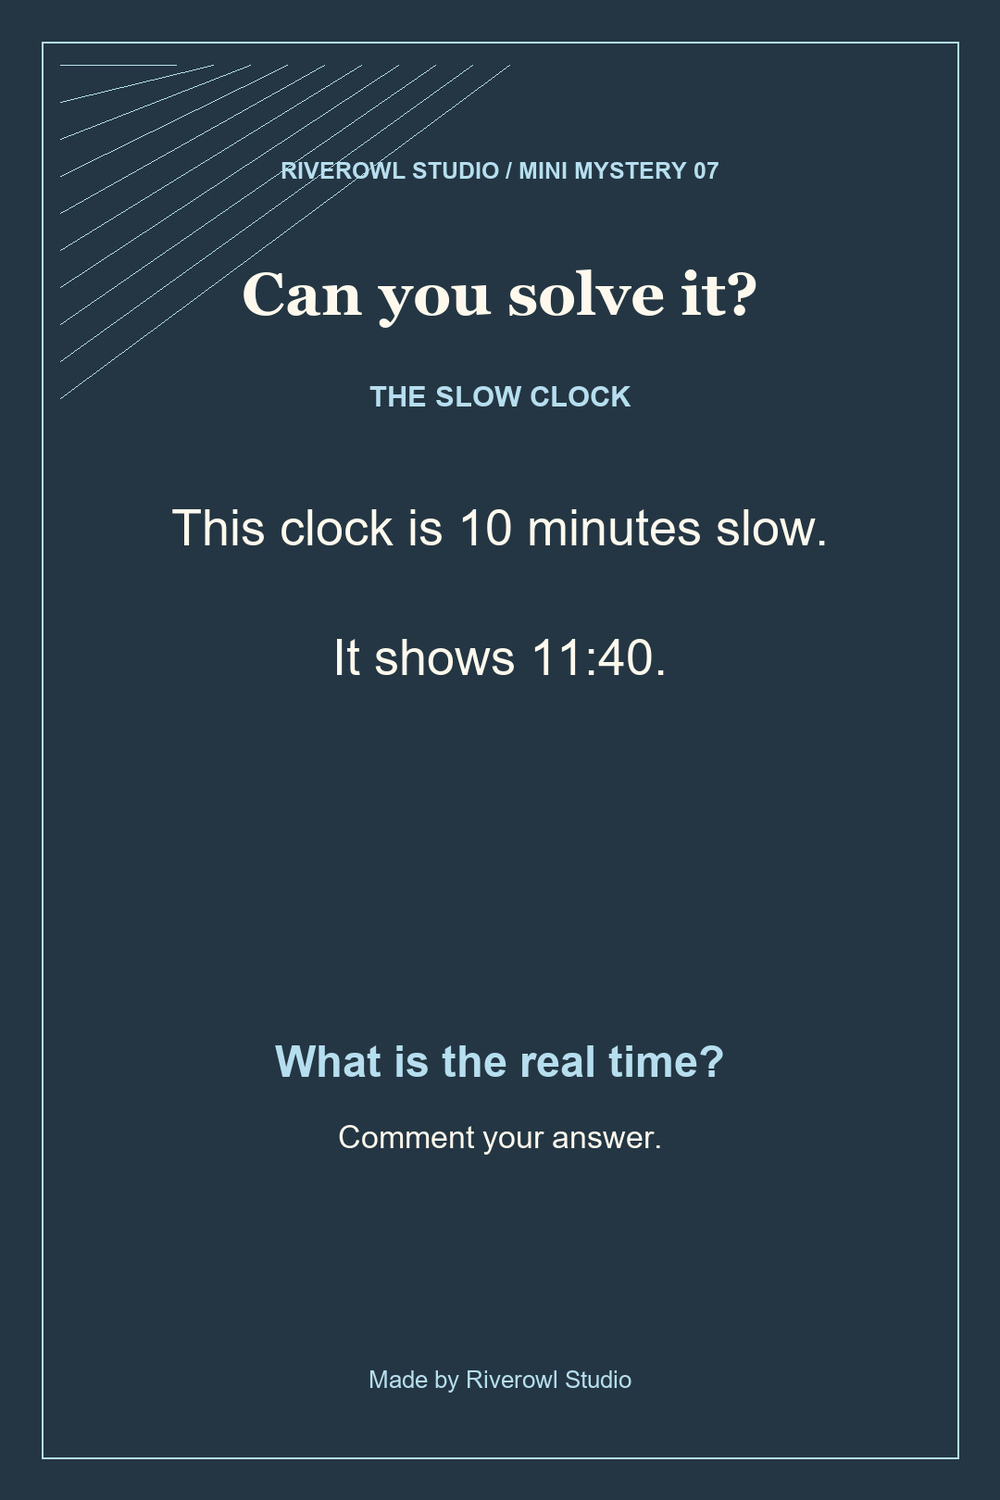 RIVEROWL STUDIO / MINI MYSTERY 07
Can you solve it?
THE SLOW CLOCK
This clock is 10 minutes slow.
It shows 11:40.
What is the real time?
Comment your answer.
Made by Riverowl Studio